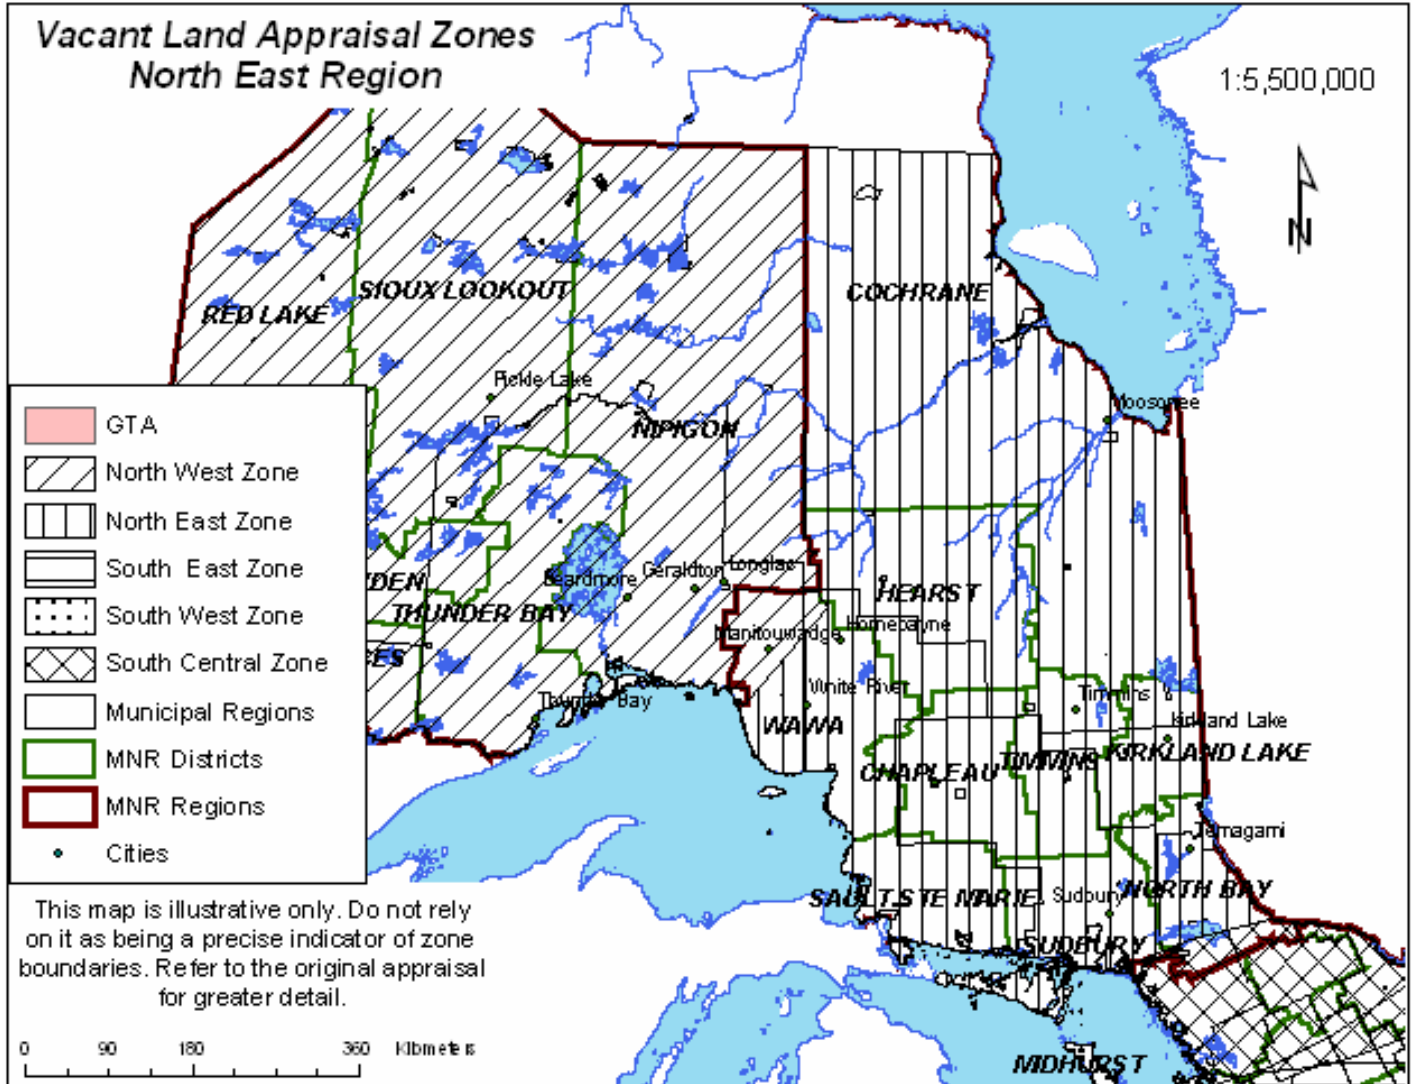 Vacant Land Appraisal Zones
North East Region
1:5,500,000
N
COCHRANE
SIOUX LOOKOUT
RED LAKE
Pickle Lake
Moosonee
NIPIGON
GTA
North West Zone
North East Zone
South East Zone
South West Zone
South Central Zone
Municipal Regions
MNR Districts
MNR Regions
Cities
Longlac
Geraldton
Beardmore
DEN
HEARST
THUNDER BAY
Hornepayne
Manitouwadge
ES
White River
Timmins
Thunder Bay
Kirkland Lake
WAWA
KIRKLAND LAKE
TIMMINS
CHAPLEAU
Temagami
NORTH BAY
SAULT STE MARIE
Sudbury
SUDBURY
MIDHURST
This map is illustrative only. Do not rely
on it as being a precise indicator of zone
boundaries. Refer to the original appraisal
for greater detail.
0 90 180 360 Kilometers